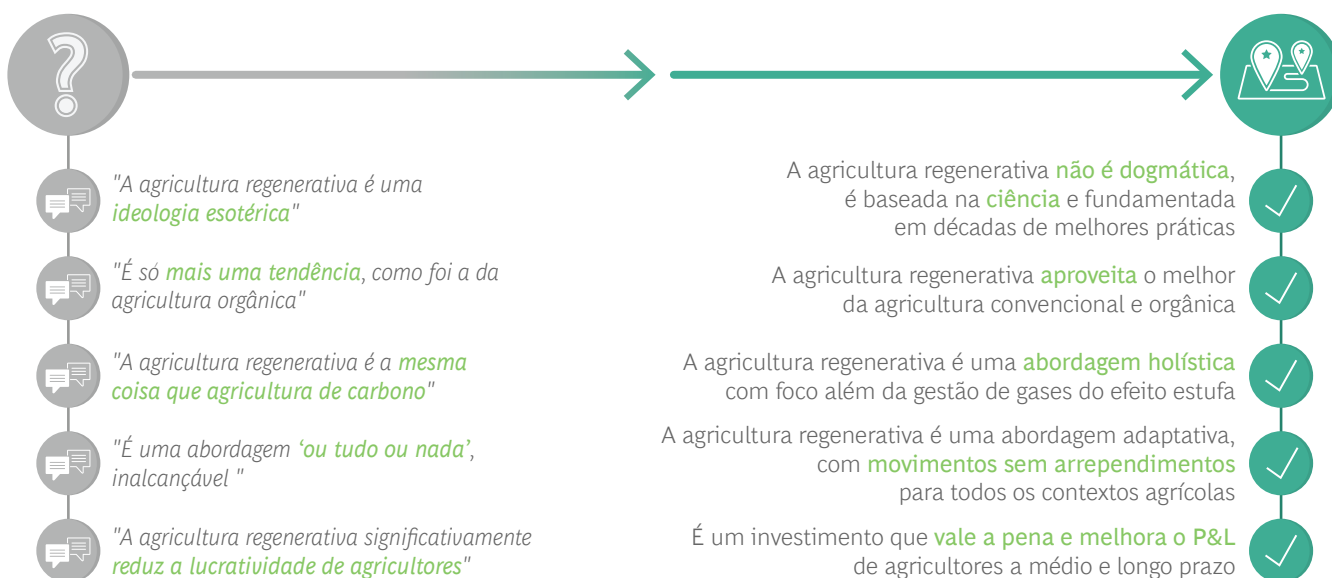 "A agricultura regenerativa é uma
ideologia esotérica"
"É só mais uma tendência, como foi a da
agricultura orgânica"
"A agricultura regenerativa é a mesma
coisa que agricultura de carbono"
"É uma abordagem ‘ou tudo ou nada’,
inalcançável "
"A agricultura regenerativa significativamente
reduz a lucratividade de agricultores"
A agricultura regenerativa não é dogmática,
é baseada na ciência e fundamentada
em décadas de melhores práticas
A agricultura regenerativa aproveita o melhor
da agricultura convencional e orgânica
A agricultura regenerativa é uma abordagem holística
com foco além da gestão de gases do efeito estufa
A agricultura regenerativa é uma abordagem adaptativa,
com movimentos sem arrependimentos
para todos os contextos agrícolas
É um investimento que vale a pena e melhora o P&L
de agricultores a médio e longo prazo